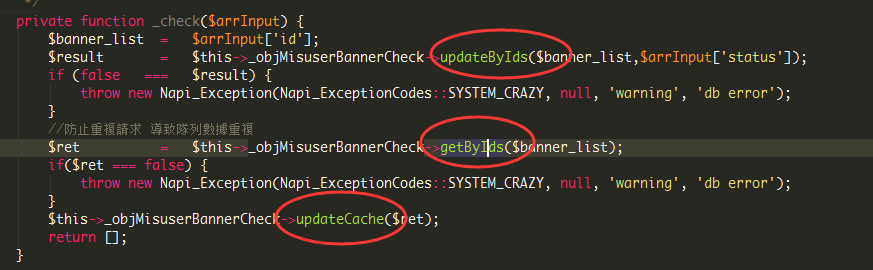 */
private function _check($arrInput) {
$banner_list = $arrInput['id'];
$result = $this->_objMisuserBannerCheck->updateByIds($banner_list,$arrInput['status']);
if (false === $result) {
throw new Napi_Exception(Napi_ExceptionCodes::SYSTEM_CRAZY, null, 'warning', 'db error');
}
//防止重複請求 導致隊列數據重複
$ret = $this->_objMisuserBannerCheck->getByIds($banner_list);
if($ret === false) {
throw new Napi_Exception(Napi_ExceptionCodes::SYSTEM_CRAZY, null, 'warning', 'db error');
}
$this->_objMisuserBannerCheck->updateCache($ret);
return [];
}